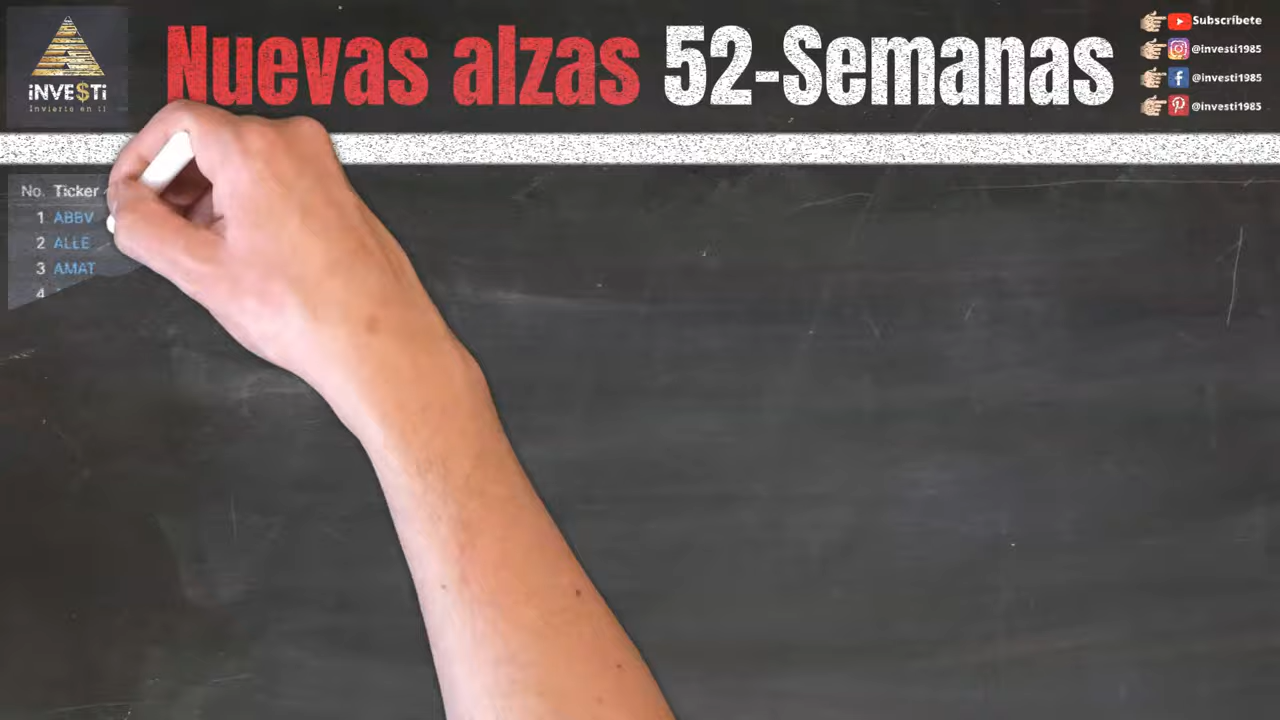 Nuevas alzas 52-Semanas
iNVE$Ti
Invierte en ti
Subscríbete
@investi1985
@investi1985
@investi1985
No. Ticker
1 ABBV
2 ALLE
3 AMAT
4